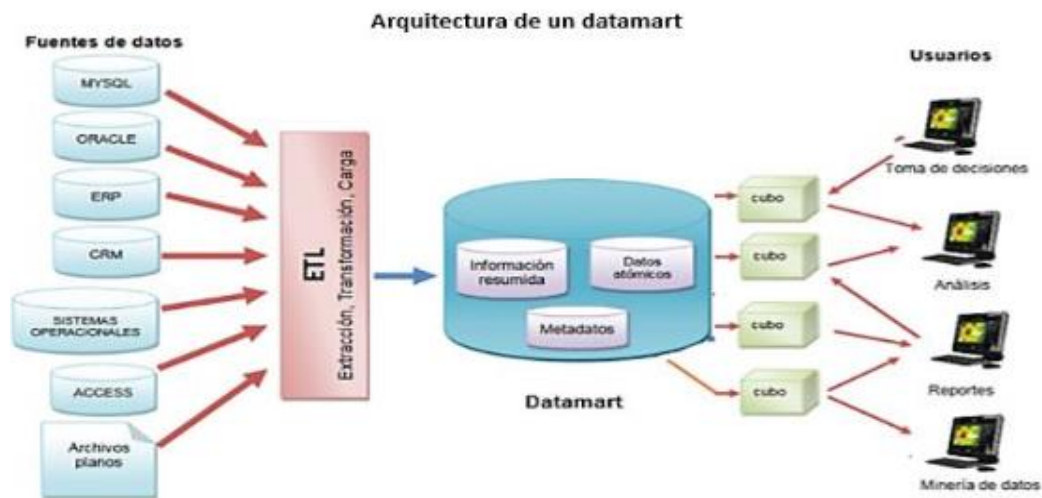 Arquitectura de un datamart
Fuentes de datos
MYSQL
ORACLE
ERP
CRM
SISTEMAS
OPERACIONALES
ACCESS
Archivos
planos
ETL
Extracción, Transformación, Carga
Información
resumida
Datos
atómicos
Metadatos
Datamart
cubo
cubo
cubo
cubo
Usuarios
Toma de decisiones
Análisis
Reportes
Minería de datos